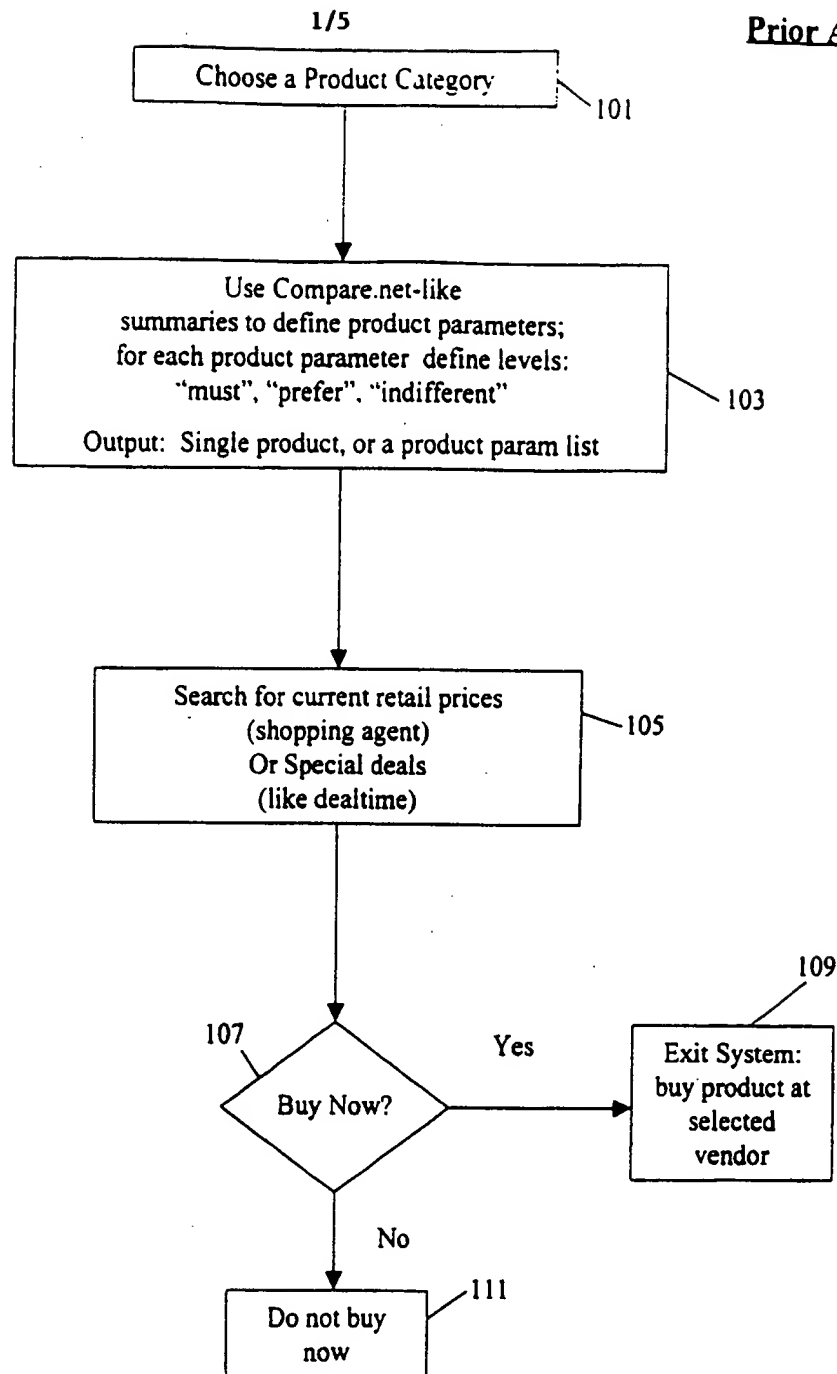 1/5
Prior
Choose a Product Category
101
Use Compare.net-like
summaries to define product parameters;
for each product parameter define levels:
“must”, “prefer”, “indifferent”
Output: Single product, or a product param list
103
Search for current retail prices
(shopping agent)
Or Special deals
(like dealtime)
105
107
Buy Now?
Yes
109
Exit System:
buy product at
selected
vendor
No
111
Do not buy
now